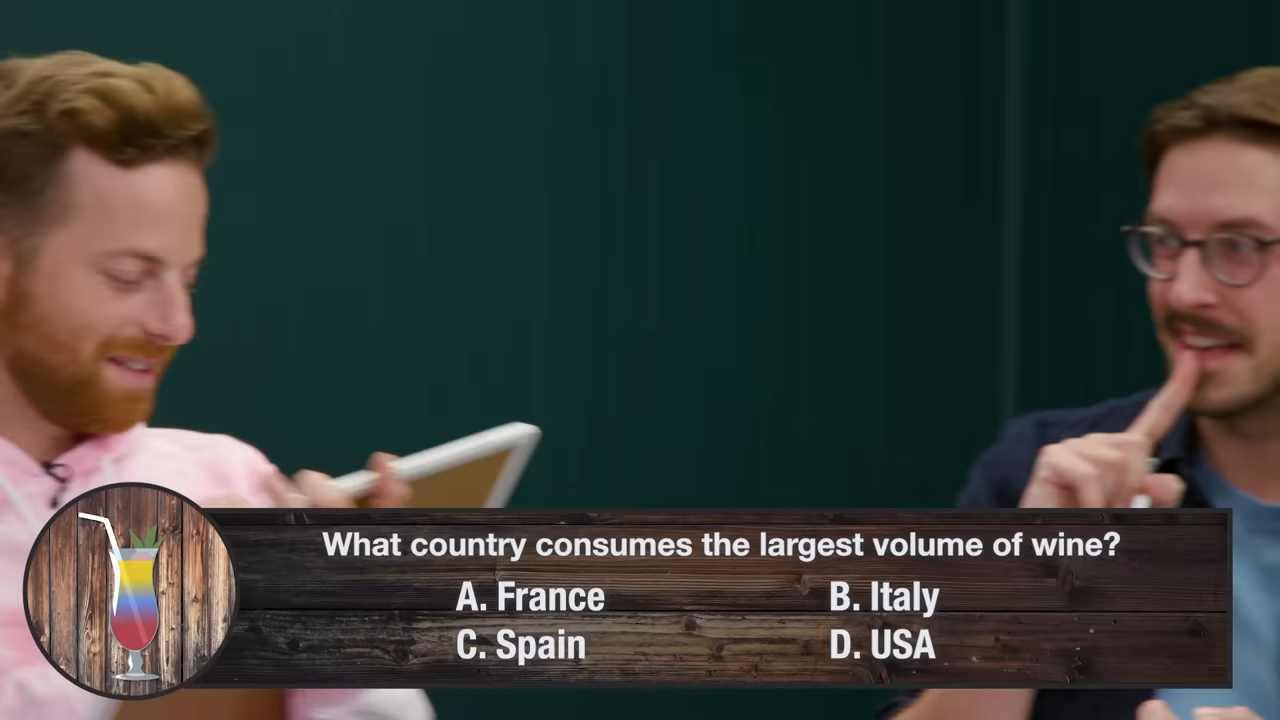 What country consumes the largest volume of wine?
A. France B. Italy
C. Spain D. USA